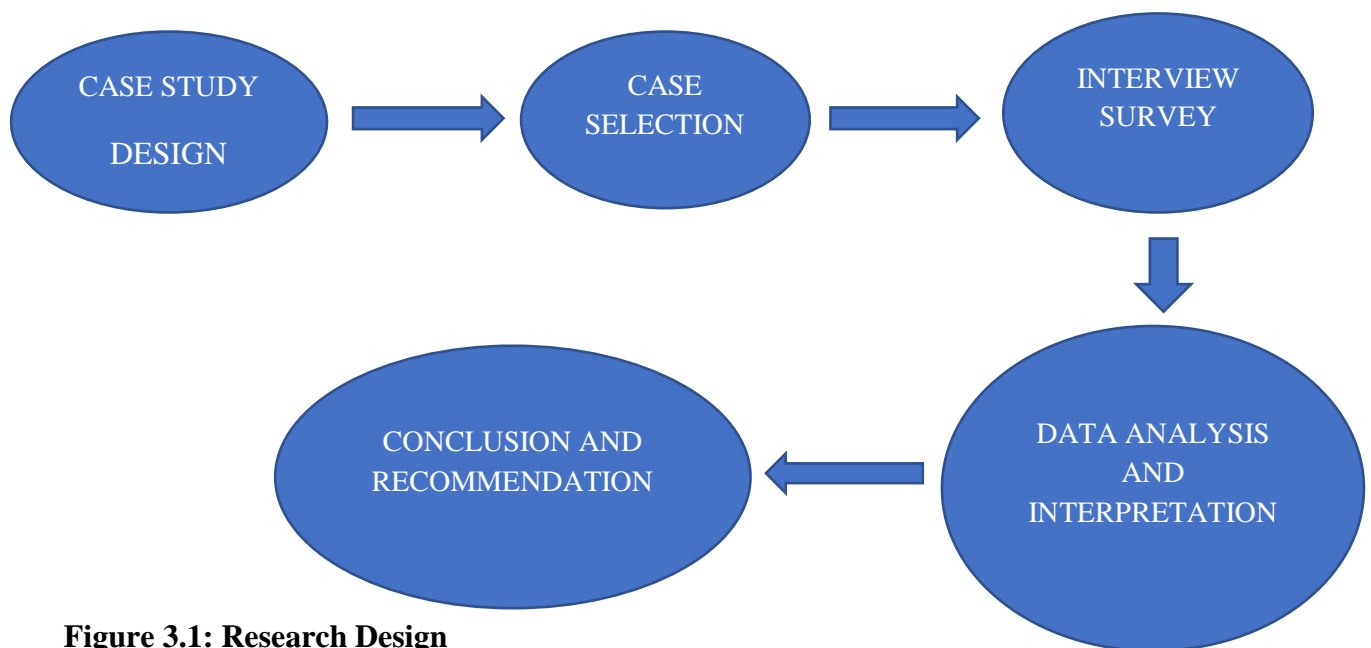 CASE STUDY
DESIGN
CASE
SELECTION
INTERVIEW
SURVEY
DATA ANALYSIS
AND
INTERPRETATION
CONCLUSION AND
RECOMMENDATION
Figure 3.1: Research Design